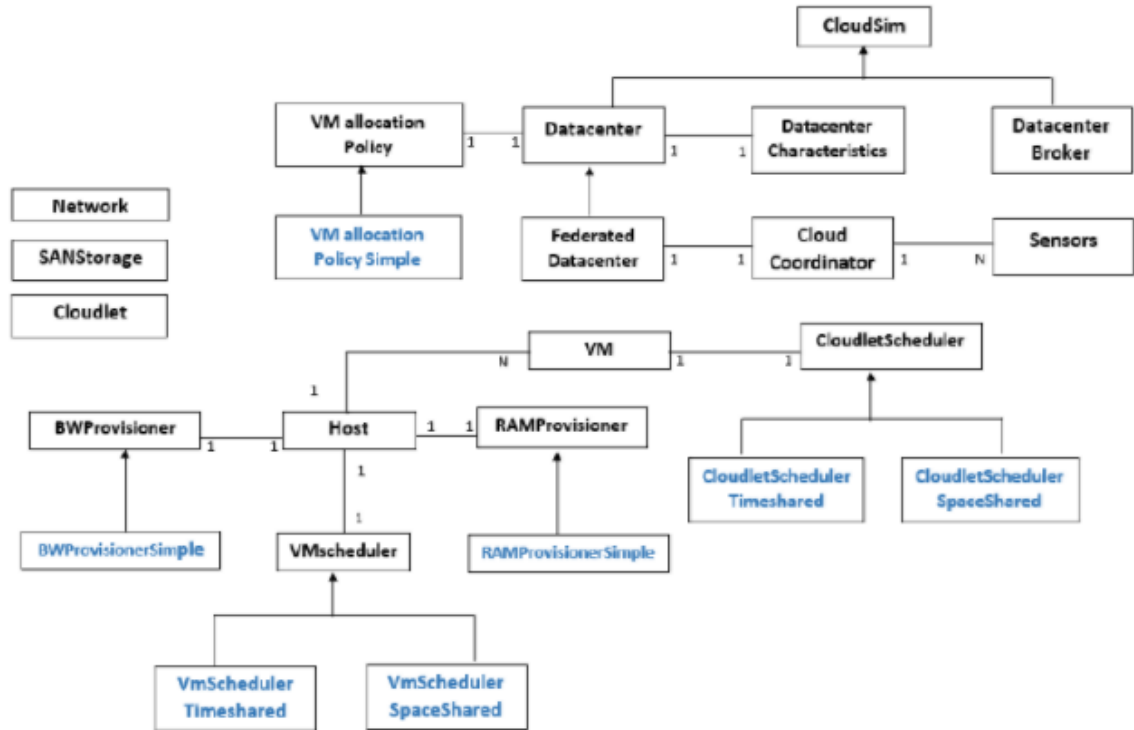 CloudSim
VM allocation
Policy
1
1
Datacenter
1
1
Datacenter
Characteristics
Datacenter
Broker
Network
SANStorage
Cloudlet
VM allocation
Policy Simple
Federated
Datacenter
1
1
Cloud
Coordinator
1
N
Sensors
N
VM
1
1
CloudletScheduler
1
BWProvisioner
1
1
Host
1
1
RAMProvisioner
1
1
CloudletScheduler
Timeshared
CloudletScheduler
SpaceShared
BWProvisionerSimple
VMscheduler
RAMProvisionerSimple
VmScheduler
Timeshared
VmScheduler
SpaceShared